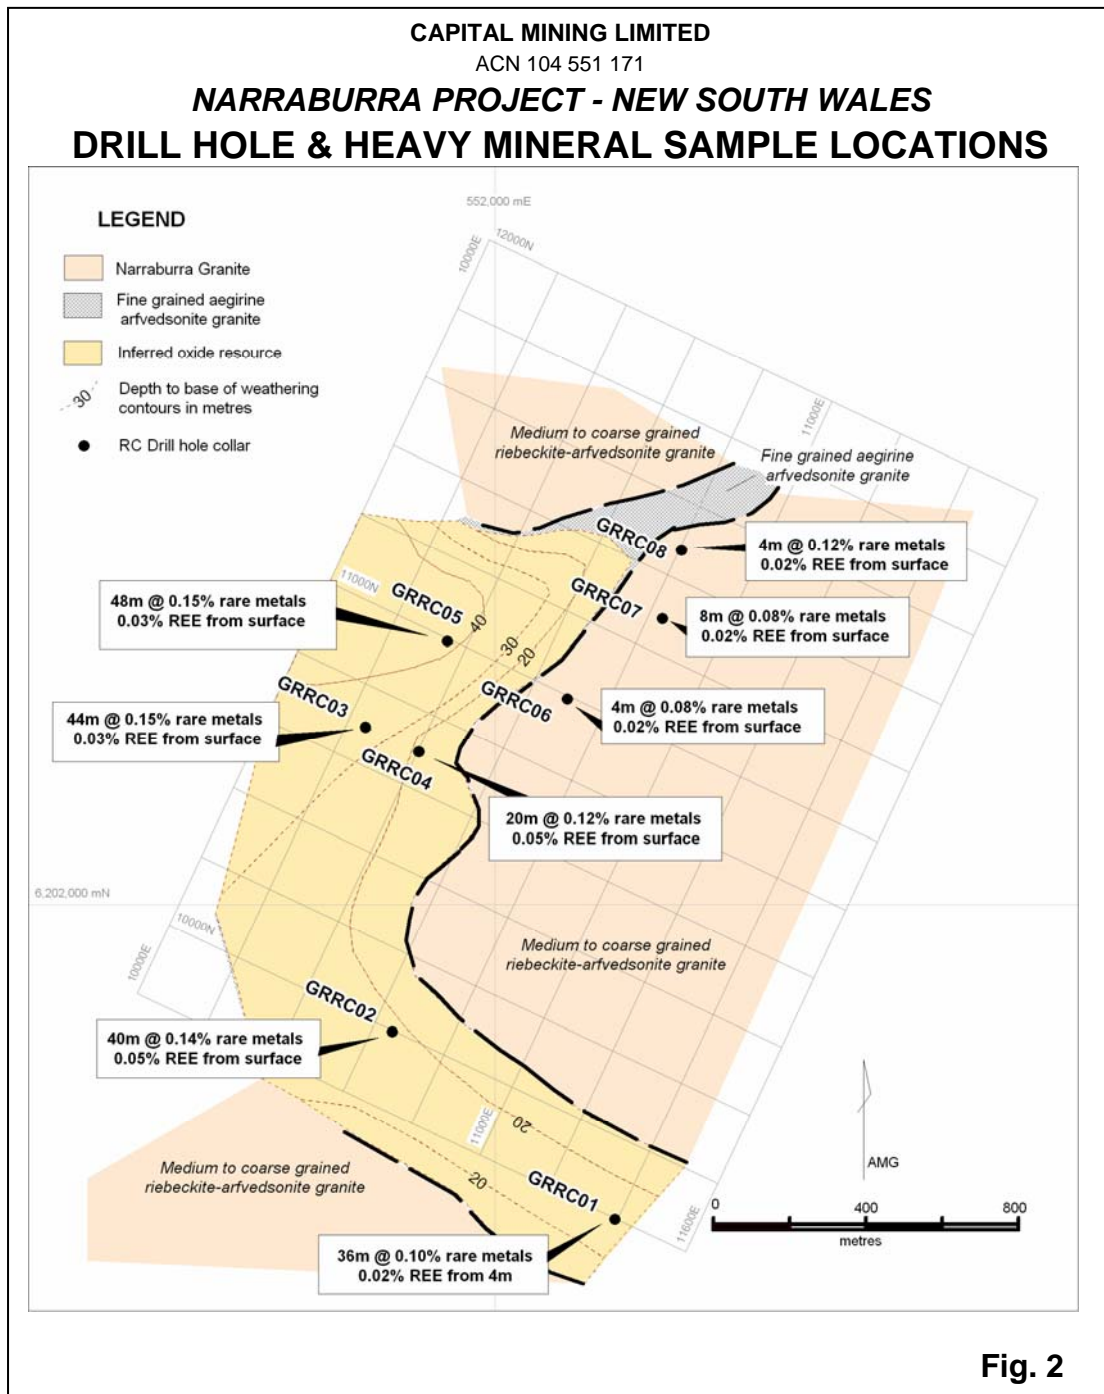 CAPITAL MINING LIMITED
ACN 104 551 171
NARRABURRA PROJECT - NEW SOUTH WALES
DRILL HOLE & HEAVY MINERAL SAMPLE LOCATIONS
552,000 mE
LEGEND
Narraburra Granite
Fine grained aegirine
arfvedsonite granite
Inferred oxide resource
30
Depth to base of weathering
contours in metres
RC Drill hole collar
10000E
12000N
11000E
Medium to coarse grained
riebeckite-arfvedsonite granite
Fine grained aegirine
arfvedsonite granite
GRRC08
4m @ 0.12% rare metals
0.02% REE from surface
11000N
GRRC07
GRRC05
48m @ 0.15% rare metals
0.03% REE from surface
8m @ 0.08% rare metals
0.02% REE from surface
40
30
20
GRRC03
GRRC06
44m @ 0.15% rare metals
0.03% REE from surface
4m @ 0.08% rare metals
0.02% REE from surface
GRRC04
20m @ 0.12% rare metals
0.05% REE from surface
6,202,000 mN
10000N
10000E
Medium to coarse grained
riebeckite-arfvedsonite granite
GRRC02
40m @ 0.14% rare metals
0.05% REE from surface
11000E
20
Medium to coarse grained
riebeckite-arfvedsonite granite
20
GRRC01
11600E
AMG
0 400 800
metres
36m @ 0.10% rare metals
0.02% REE from 4m
Fig. 2